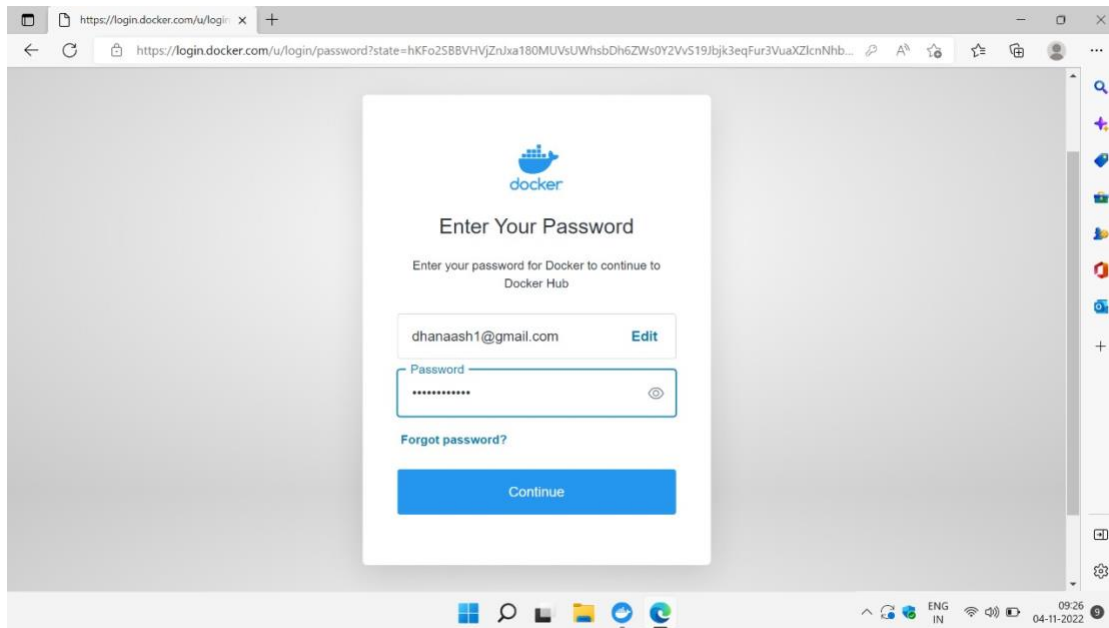 https://login.docker.com/u/login
https://login.docker.com/u/login/password?state=hKFo2SBBVHVjZnJxa180MUVsUWhsbDh6ZWs0Y2VvS19Jbjk3eqFur3VuaXZlcnNhb...
docker
Enter Your Password
Enter your password for Docker to continue to
Docker Hub
dhanaash1@gmail.com Edit
Password
••••••••••••
Forgot password?
Continue
ENG
IN
09:26
04-11-2022
9